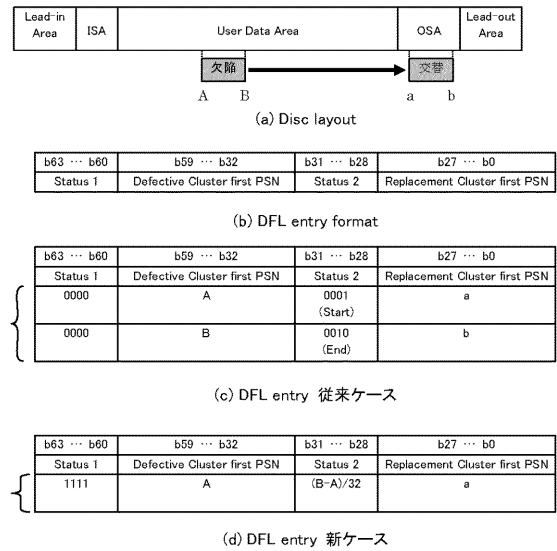 Lead-in Area
ISA
User Data Area
OSA
Lead-out Area
欠陥
交替
A
B
a
b
(a) Disc layout
b63 … b60
b59 … b32
b31 … b28
b27 … b0
Status 1
Defective Cluster first PSN
Status 2
Replacement Cluster first PSN
(b) DFL entry format
b63 … b60
b59 … b32
b31 … b28
b27 … b0
Status 1
Defective Cluster first PSN
Status 2
Replacement Cluster first PSN
0000
A
0001
(Start)
a
0000
B
0010
(End)
b
(c) DFL entry 従来ケース
b63 … b60
b59 … b32
b31 … b28
b27 … b0
Status 1
Defective Cluster first PSN
Status 2
Replacement Cluster first PSN
1111
A
(B-A)/32
a
(d) DFL entry 新ケース